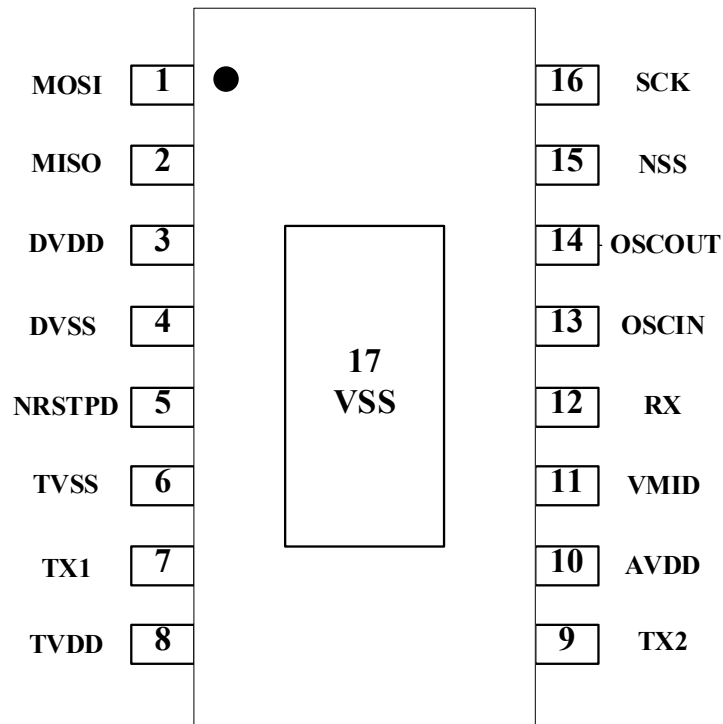 MOSI 1 16 SCK
MISO 2 15 NSS
DVDD 3 14 OSCOUT
DVSS 4 13 OSCIN
17
VSS
NRSTPD 5 12 RX
TVSS 6 11 VMID
TX1 7 10 AVDD
TVDD 8 9 TX2